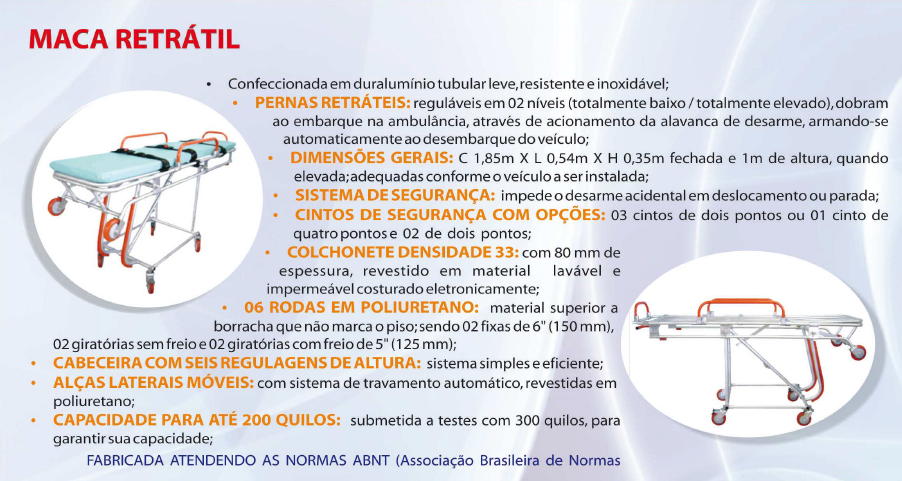 MACA RETRÁTIL
• Confeccionada em duralumínio tubular leve, resistente e inoxidável;
• PERNAS RETRÁTEIS: reguláveis em 02 níveis (totalmente baixo / totalmente elevado), dobram
ao embarque na ambulância, através de acionamento da alavanca de desarme, armando-se
automaticamente ao desembarque do veículo;
• DIMENSÕES GERAIS: C 1,85m X L 0,54m X H 0,35m fechada e 1m de altura, quando
elevada; adequadas conforme o veículo a ser instalada;
• SISTEMA DE SEGURANÇA: impede o desarme acidental em deslocamento ou parada;
• CINTOS DE SEGURANÇA COM OPÇÕES: 03 cintos de dois pontos ou 01 cinto de
quatro pontos e 02 de dois pontos;
• COLCHONETE DENSIDADE 33: com 80 mm de
espessura, revestido em material lavável e
impermeável costurado eletronicamente;
• 06 RODAS EM POLIURETANO: material superior a
borracha que não marca o piso; sendo 02 fixas de 6" (150 mm),
02 giratórias sem freio e 02 giratórias com freio de 5" (125 mm);
• CABECEIRA COM SEIS REGULAGENS DE ALTURA: sistema simples e eficiente;
• ALÇAS LATERAIS MÓVEIS: com sistema de travamento automático, revestidas em
poliuretano;
• CAPACIDADE PARA ATÉ 200 QUILOS: submetida a testes com 300 quilos, para
garantir sua capacidade;
FABRICADA ATENDENDO AS NORMAS ABNT (Associação Brasileira de Normas